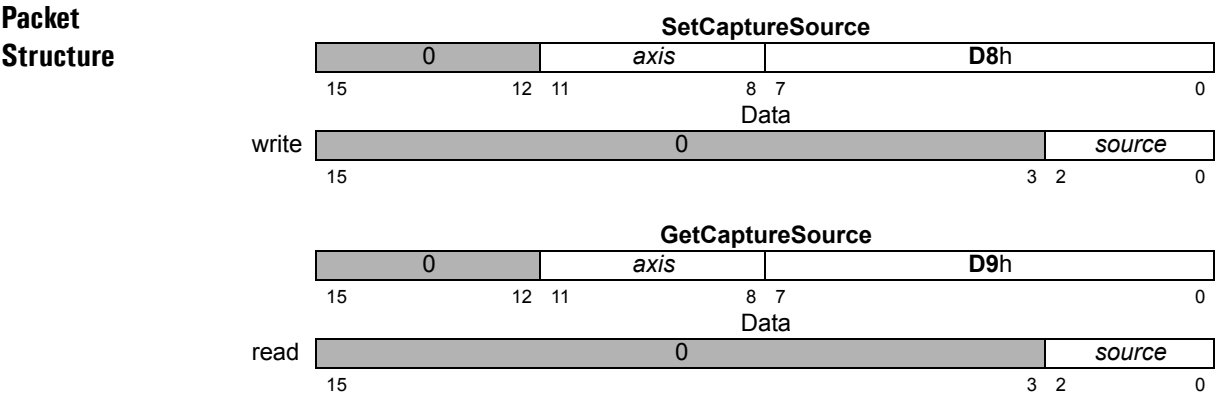 Packet
Structure
SetCaptureSource
0 axis D8h
15 12 11 8 7 0
Data
write 0 source
15 3 2 0
GetCaptureSource
0 axis D9h
15 12 11 8 7 0
Data
read 0 source
15 3 2 0